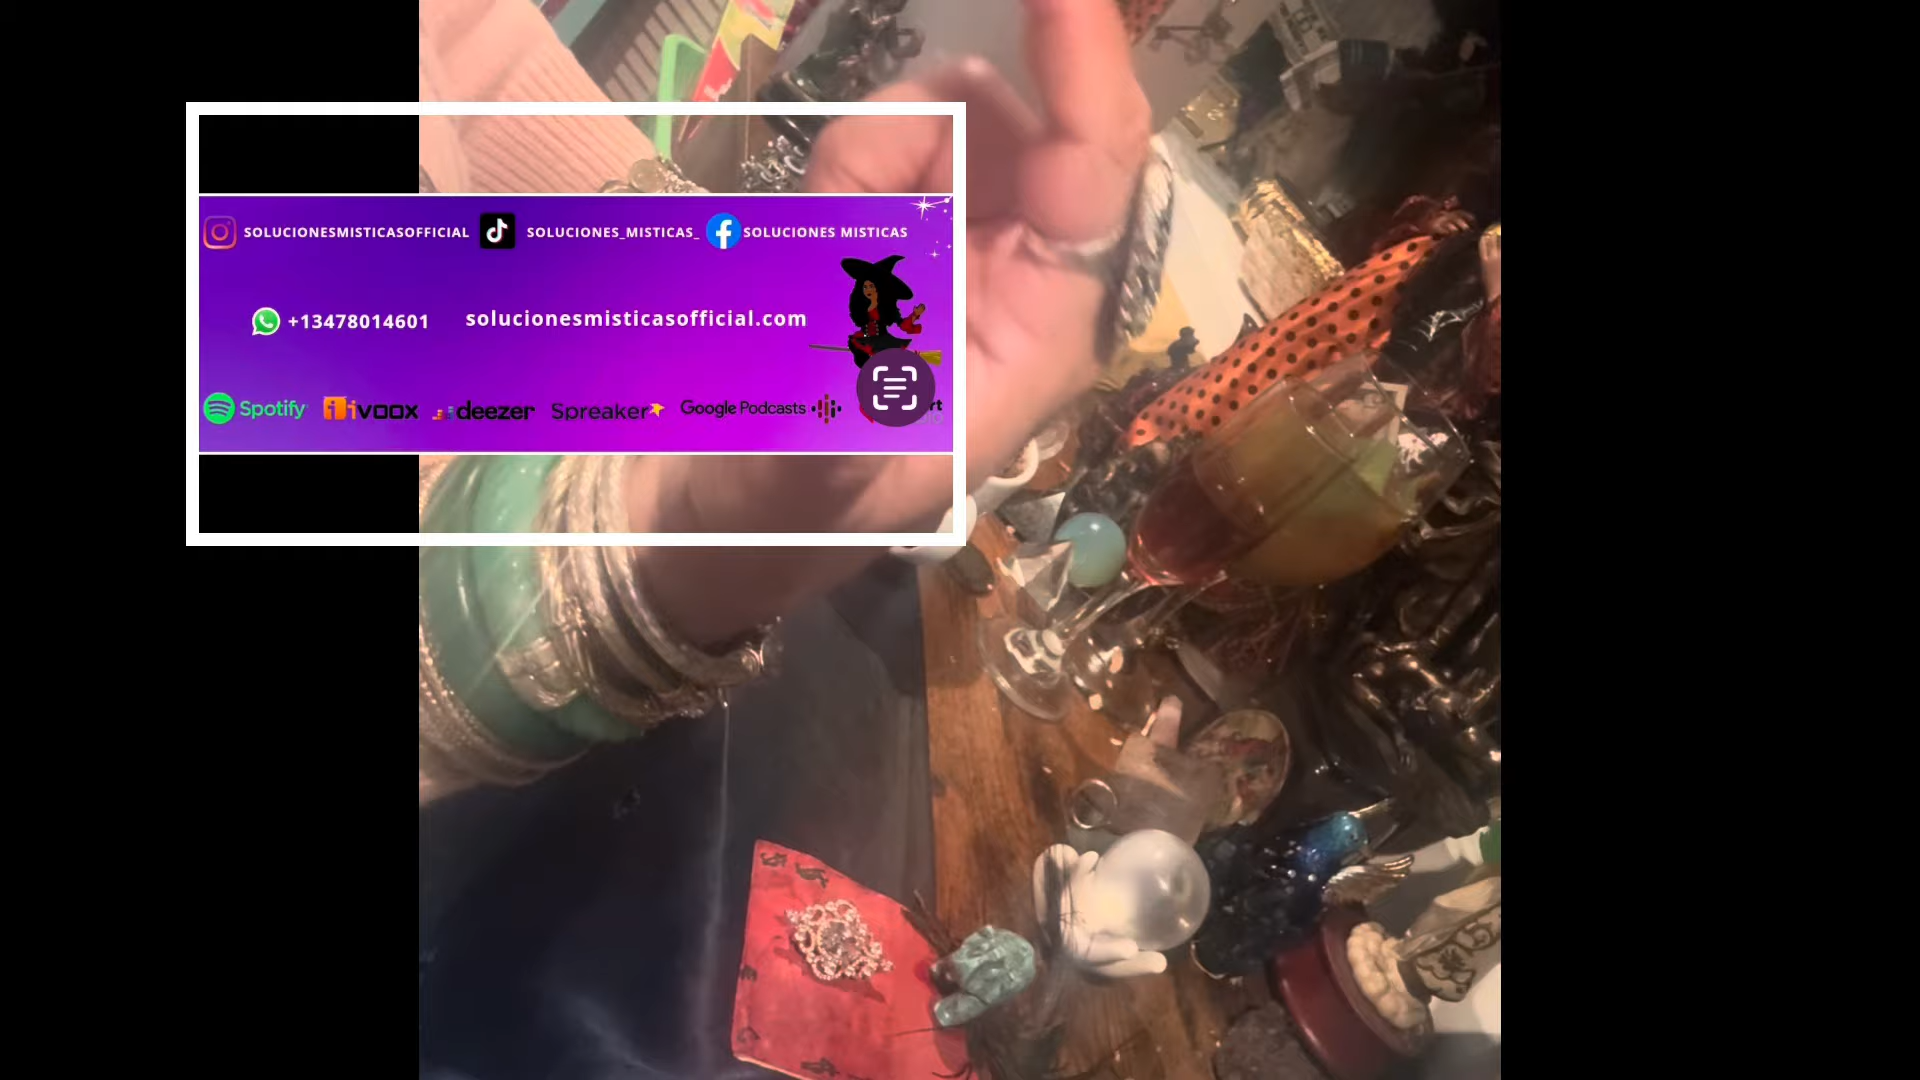 SOLUCIONESMISTICASOFFICIAL SOLUCIONES_MISTICAS_ SOLUCIONES MISTICAS
+13478014601 solucionesmisticasofficial.com
Spotify iVOOX deezer Spreaker Google Podcasts